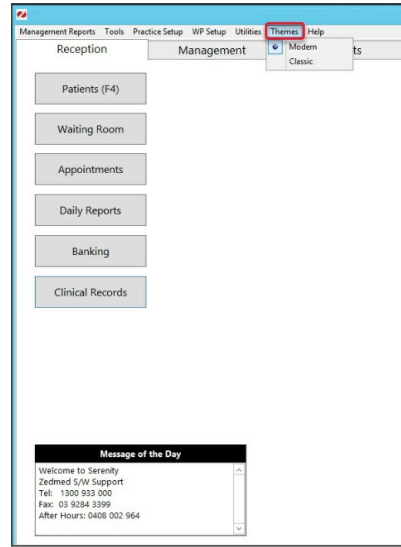 Management Reports Tools Practice Setup WP Setup Utilities Themes Help
Reception Management ts
Modern
Classic
Patients (F4)
Waiting Room
Appointments
Daily Reports
Banking
Clinical Records
Message of the Day
Welcome to Serenity
Zedmed S/W Support
Tel: 1300 933 000
Fax: 03 9284 3399
After Hours: 0408 002 964